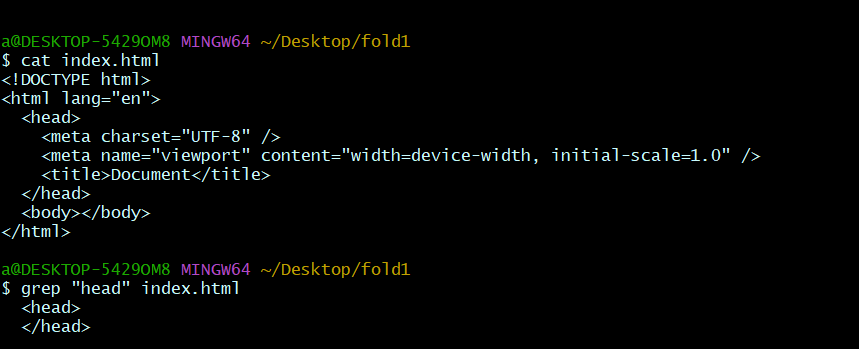 a@DESKTOP-5429OM8 MINGW64 ~/Desktop/fold1
$ cat index.html
<!DOCTYPE html>
<html lang="en">
  <head>
    <meta charset="UTF-8" />
    <meta name="viewport" content="width=device-width, initial-scale=1.0" />
    <title>Document</title>
  </head>
  <body></body>
</html>
a@DESKTOP-5429OM8 MINGW64 ~/Desktop/fold1
$ grep "head" index.html
  <head>
  </head>